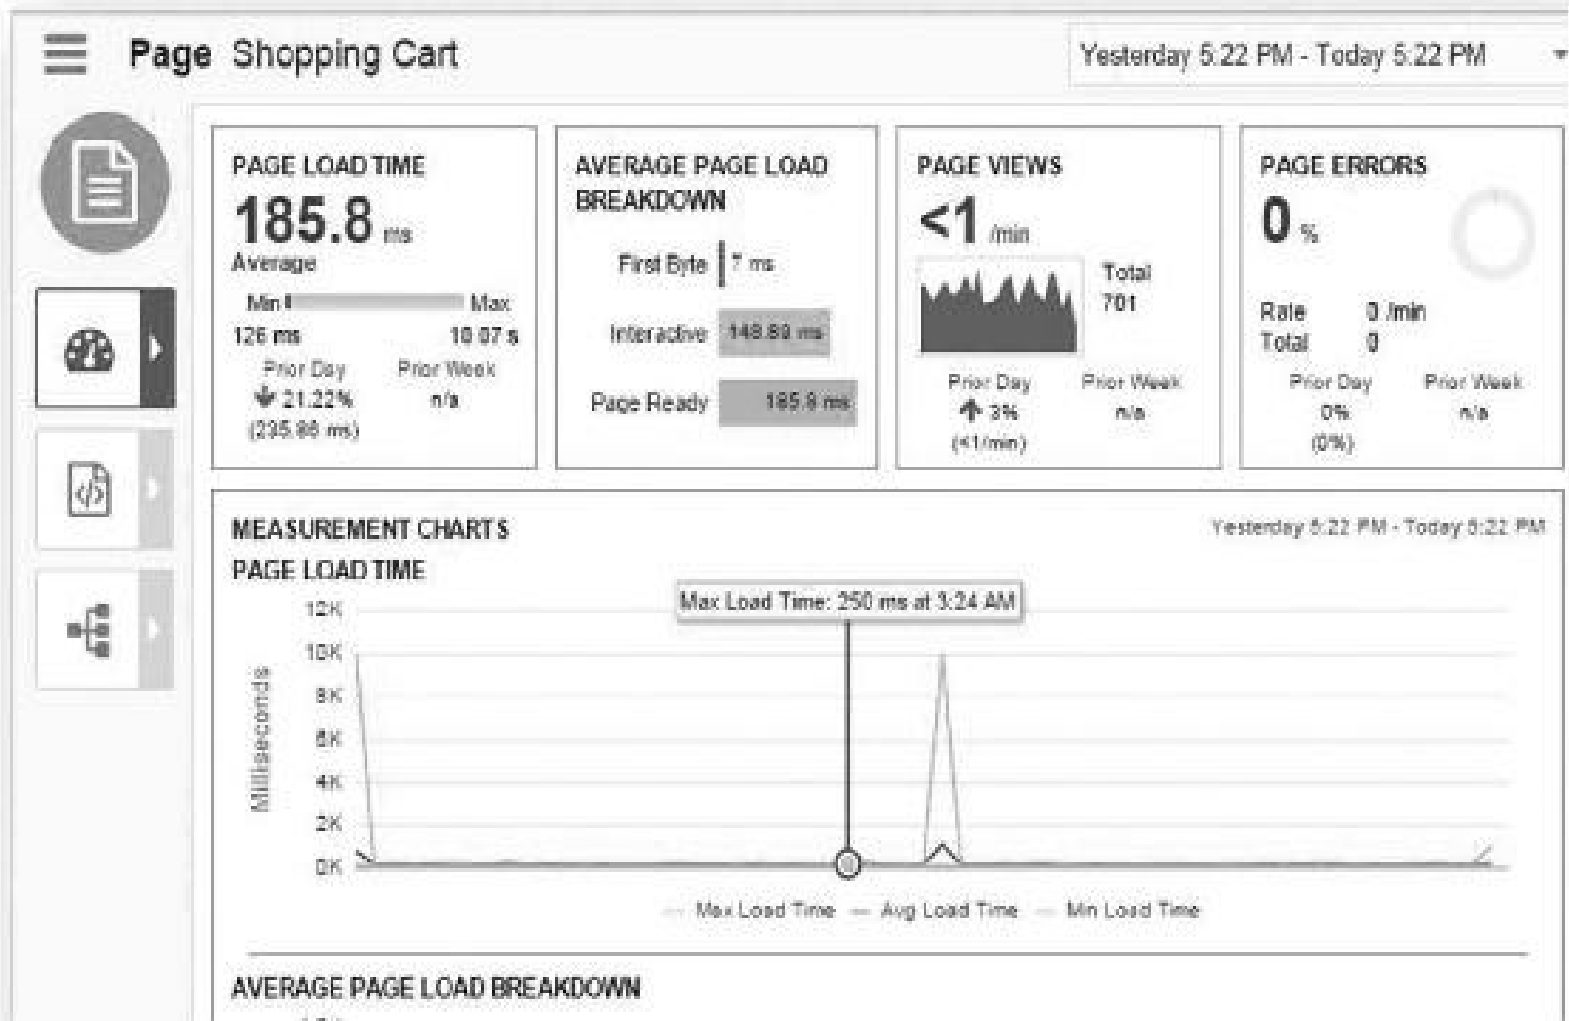 Page Shopping Cart
Yesterday 5:22 PM - Today 5:22 PM
PAGE LOAD TIME
185.8 ms
Average
Min Max
126 ms 10.07 s
Prior Day Prior Week
21.22% n/a
(235.86 ms)
AVERAGE PAGE LOAD
BREAKDOWN
First Byte 7 ms
Interactive
Page Ready
PAGE VIEWS
<1 /min
Total
701
Prior Day Prior Week
3% n/a
(<1/min)
PAGE ERRORS
0 %
Rate 0 /min
Total 0
Prior Day Prior Week
0% n/a
(0%)
MEASUREMENT CHARTS
Yesterday 5:22 PM - Today 5:22 PM
PAGE LOAD TIME
Max Load Time: 250 ms at 3:24 AM
12K
10K
8K
6K
4K
2K
0K
Milliseconds
Max Load Time Avg Load Time Min Load Time
AVERAGE PAGE LOAD BREAKDOWN